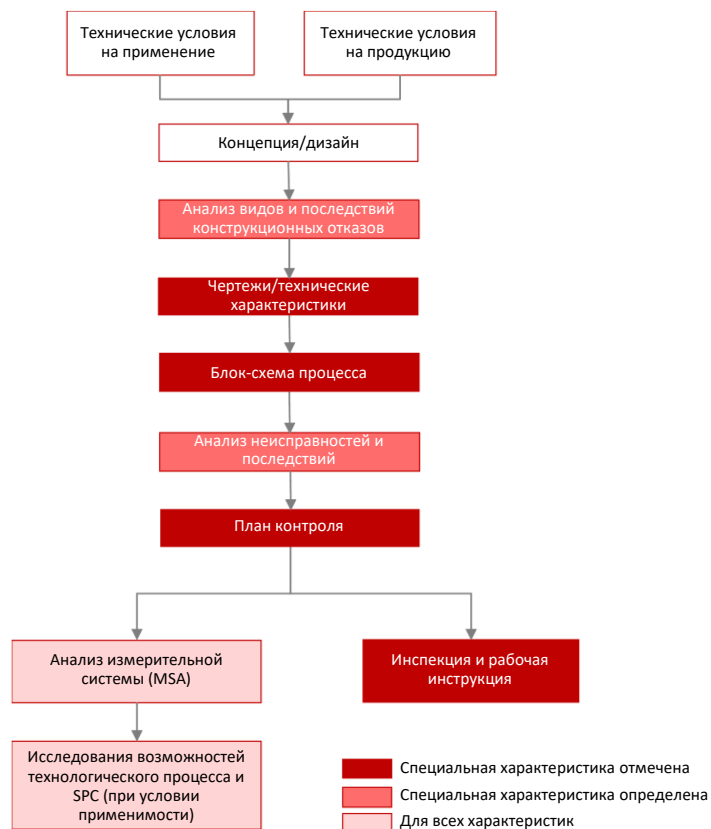 Технические условия
на применение
Технические условия
на продукцию
Концепция/дизайн
Анализ видов и последствий
конструкционных отказов
Чертежи/технические
характеристики
Блок-схема процесса
Анализ неисправностей и
последствий
План контроля
Анализ измерительной
системы (MSA)
Инспекция и рабочая
инструкция
Исследования возможностей
технологического процесса и
SPC (при условии
применимости)
Специальная характеристика отмечена
Специальная характеристика определена
Для всех характеристик